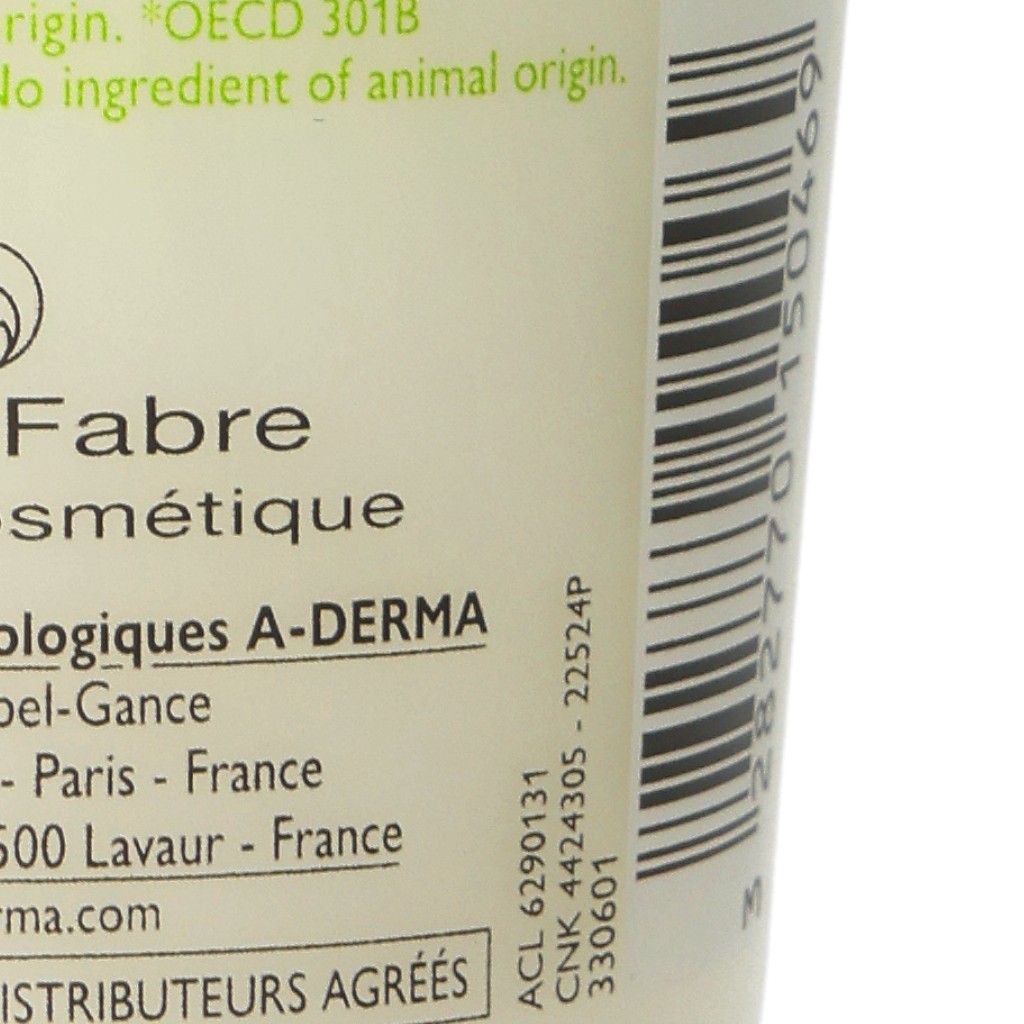 rigin. *OECD 301B
No ingredient of animal origin.
Fabre
osmétique
ologiques A-DERMA
bel-Gance
- Paris - France
500 Lavaur - France
rma.com
ISTRIBUTEURS AGRÉÉS
ACL 6290131
CNK 4424305 - 22524P
330601
3 282770 150469